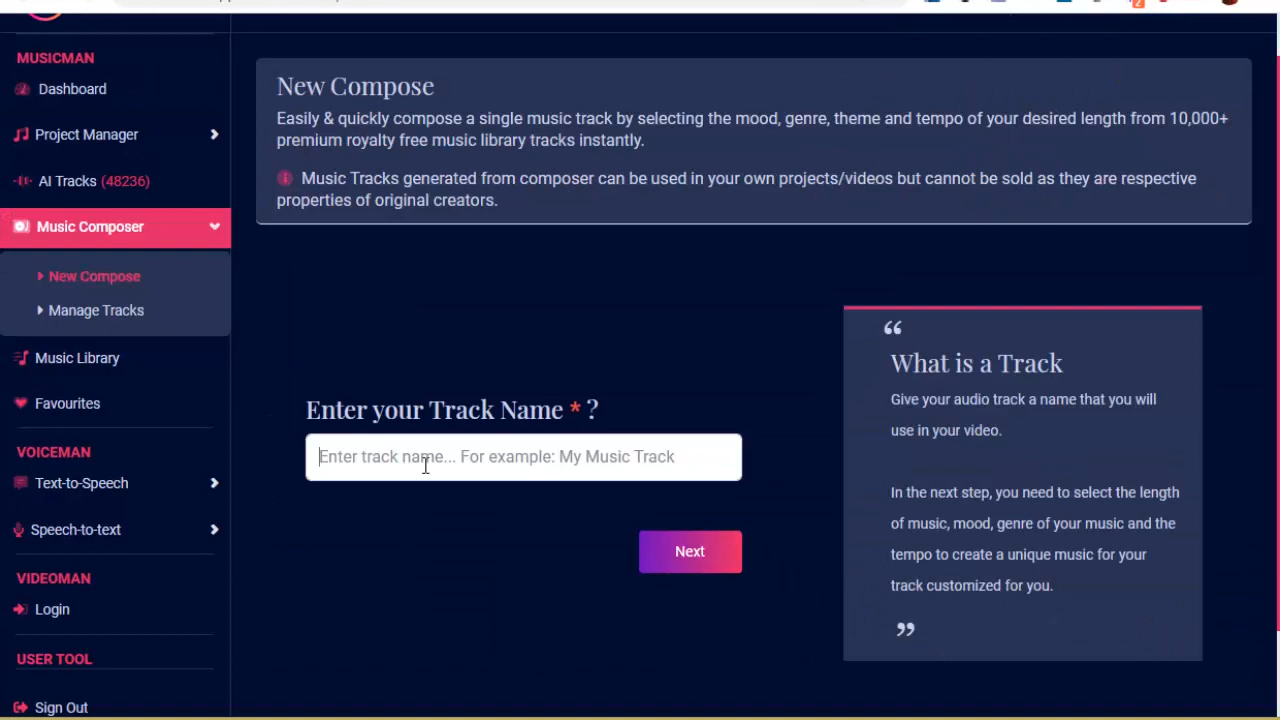 2
MUSICMAN
Dashboard
Project Manager
AI Tracks (48236)
Music Composer
New Compose
Manage Tracks
Music Library
Favourites
VOICEMAN
Text-to-Speech
Speech-to-text
VIDEOMAN
Login
USER TOOL
Sign Out
New Compose
Easily & quickly compose a single music track by selecting the mood, genre, theme and tempo of your desired length from 10,000+
premium royalty free music library tracks instantly.
Music Tracks generated from composer can be used in your own projects/videos but cannot be sold as they are respective
properties of original creators.
Enter your Track Name * ?
Enter track name... For example: My Music Track
Next
“
What is a Track
Give your audio track a name that you will
use in your video.
In the next step, you need to select the length
of music, mood, genre of your music and the
tempo to create a unique music for your
track customized for you.
”